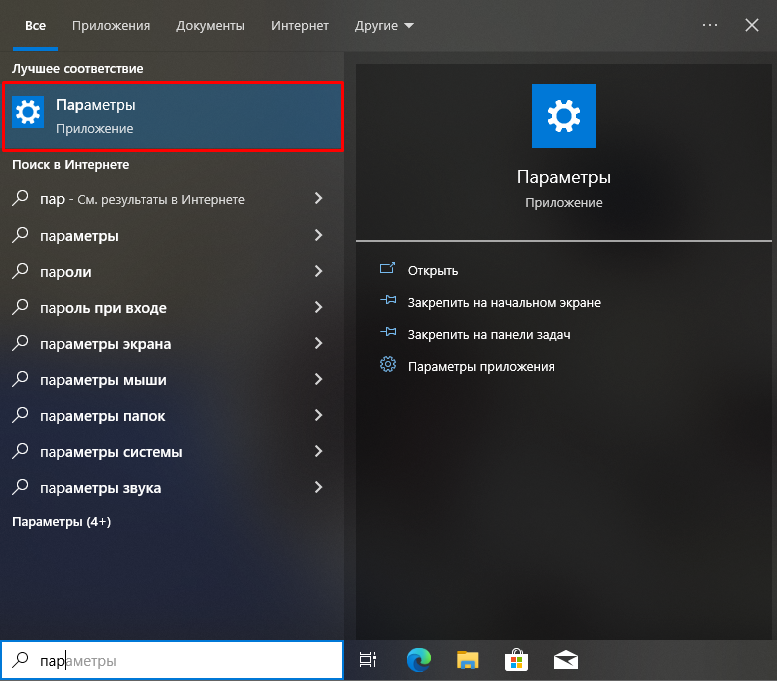 Все Приложения Документы Интернет Другие
Лучшее соответствие
Параметры
Приложение
Поиск в Интернете
пар - См. результаты в Интернете
параметры
пароли
пароль при входе
параметры экрана
параметры мыши
параметры папок
параметры системы
параметры звука
Параметры (4+)
параметры
Параметры
Приложение
Открыть
Закрепить на начальном экране
Закрепить на панели задач
Параметры приложения